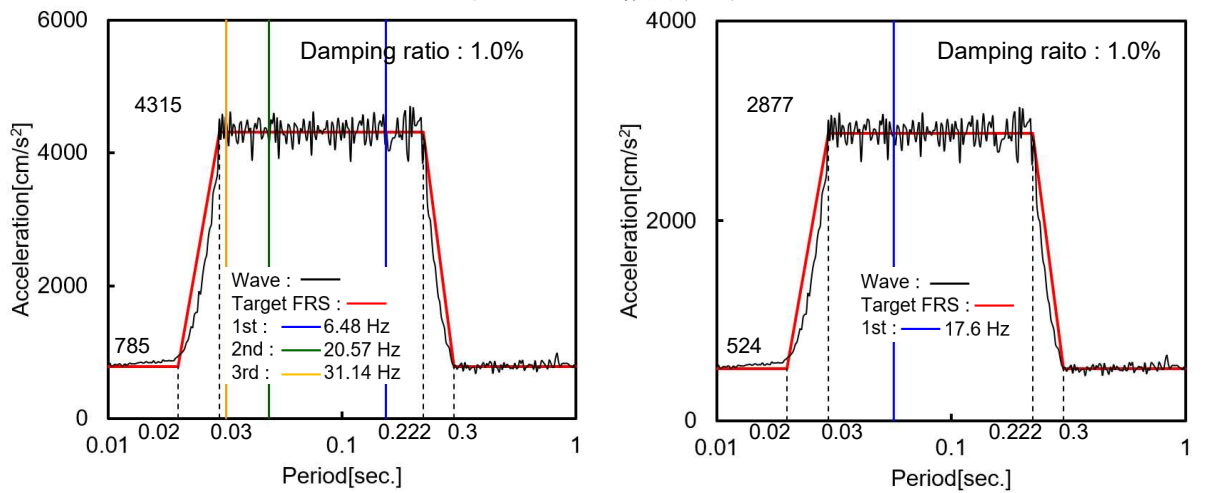 6000
Damping ratio : 1.0%
4315
4000
Acceleration[cm/s²]
2000
Wave :
Target FRS :
1st : 6.48 Hz
2nd : 20.57 Hz
3rd : 31.14 Hz
785
0
0.01
0.02
0.03
0.1
0.222
0.3
1
Period[sec.]
4000
Damping raito : 1.0%
2877
Acceleration[cm/s²]
2000
Wave :
Target FRS :
1st : 17.6 Hz
524
0
0.01
0.02
0.03
0.1
0.222
0.3
1
Period[sec.]